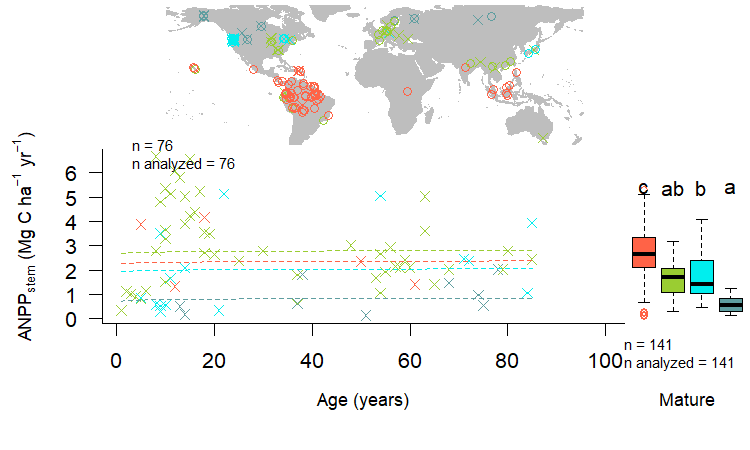 n = 76
n analyzed = 76
ANPP stem (Mg C ha⁻¹ yr⁻¹)
6
5
4
3
2
1
0
0 20 40 60 80 100
Age (years)
c ab b a
n = 141
n analyzed = 141
Mature